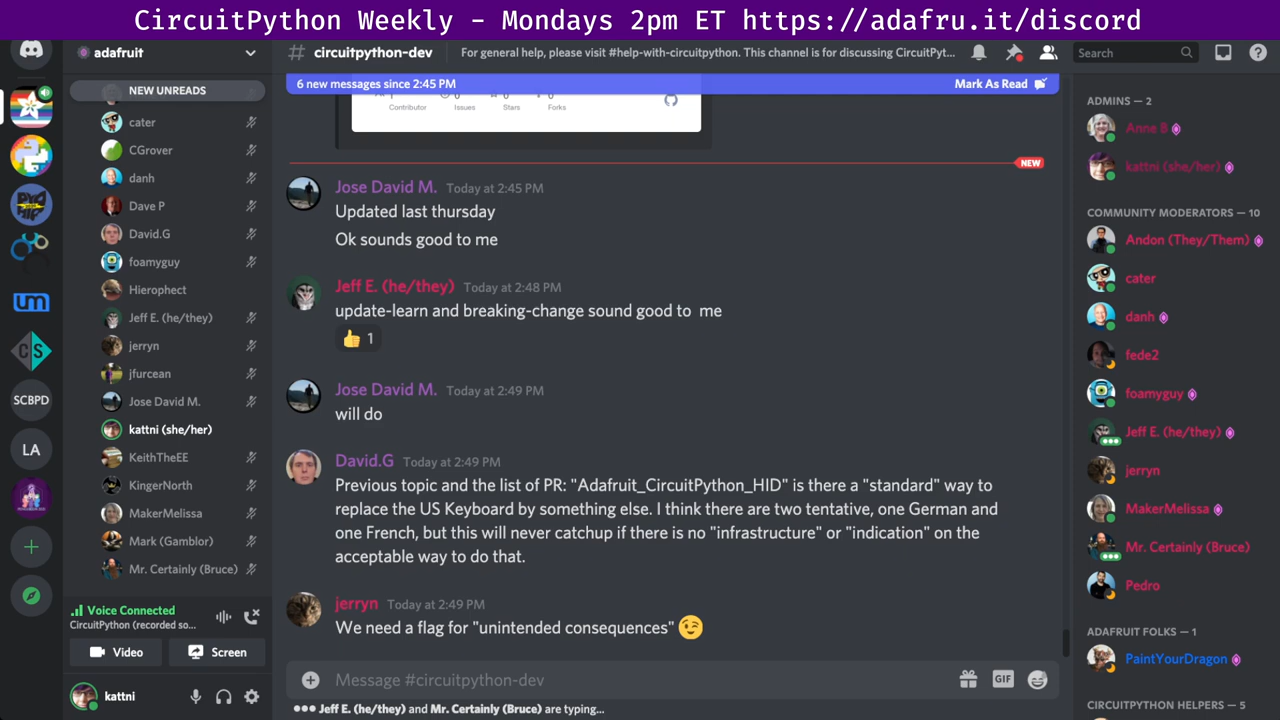 CircuitPython Weekly - Mondays 2pm ET https://adafru.it/discord
adafruit
NEW UNREADS
cater
CGrover
danh
Dave P
David.G
foamyguy
Hierophect
Jeff E. (he/they)
jerryn
jfurcean
Jose David M.
kattni (she/her)
KeithTheEE
KingerNorth
MakerMelissa
Mark (Gamblor)
Mr. Certainly (Bruce)
Voice Connected
CircuitPython (recorded so...
Video
Screen
kattni
um
CS
SCBPD
LA
# circuitpython-dev
For general help, please visit #help-with-circuitpython. This channel is for discussing CircuitPyt...
Search
6 new messages since 2:45 PM
Mark As Read
Contributor
Issues
Stars
Forks
NEW
Jose David M. Today at 2:45 PM
Updated last thursday
Ok sounds good to me
Jeff E. (he/they) Today at 2:48 PM
update-learn and breaking-change sound good to me
1
Jose David M. Today at 2:49 PM
will do
David.G Today at 2:49 PM
Previous topic and the list of PR: "Adafruit_CircuitPython_HID" is there a "standard" way to
replace the US Keyboard by something else. I think there are two tentative, one German and
one French, but this will never catchup if there is no "infrastructure" or "indication" on the
acceptable way to do that.
jerryn Today at 2:49 PM
We need a flag for "unintended consequences"
Message #circuitpython-dev
GIF
Jeff E. (he/they) and Mr. Certainly (Bruce) are typing...
ADMINS — 2
Anne B
kattni (she/her)
COMMUNITY MODERATORS — 10
Andon (They/Them)
cater
danh
fede2
foamyguy
Jeff E. (he/they)
jerryn
MakerMelissa
Mr. Certainly (Bruce)
Pedro
ADAFRUIT FOLKS — 1
PaintYourDragon
CIRCUITPYTHON HELPERS — 5